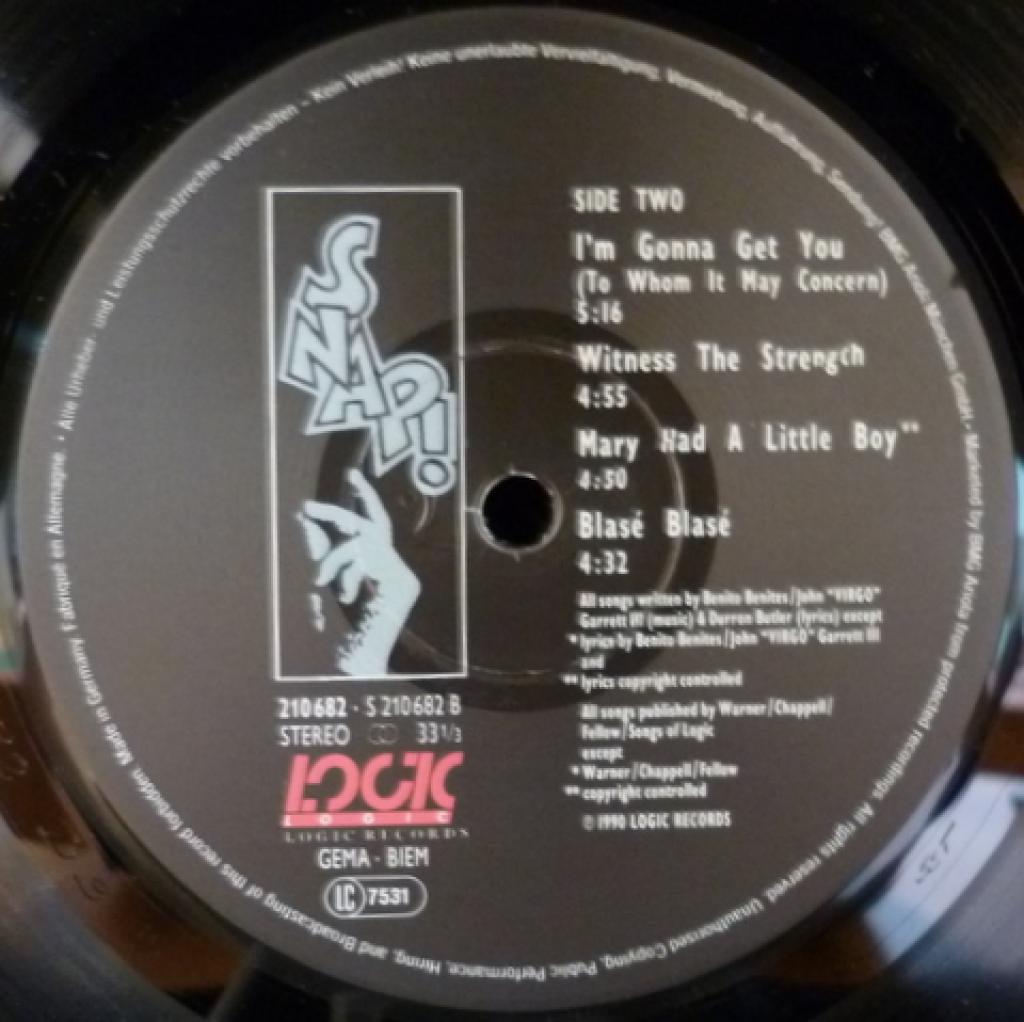 SNAP!
210682 · S 210682 B
STEREO 33 1/3
LOGIC
LOGIC
LOGIC RECORDS
GEMA · BIEM
LC 7531
SIDE TWO
I'm Gonna Get You
(To Whom It May Concern)
5:16
Witness The Strength
4:55
Mary Had A Little Boy**
4:50
Blasé Blasé
4:32
All songs written by Benito Benites/John "VIRGO"
Garrett III (music) & Durron Butler (lyrics) except
* lyrics by Benito Benites/John "VIRGO" Garrett III
and
** lyrics copyright controlled
All songs published by Warner/Chappell/
Fellow/Songs of Logic
except
* Warner/Chappell/Fellow
** copyright controlled
℗ 1990 LOGIC RECORDS
Made in Germany. Fabriqué en Allemagne. · Alle Urheber- und Leistungsschutzrechte vorbehalten – Kein Verleih! Keine unerlaubte Vervielfältigung, Vermietung, Aufführung, Sendung! BMG Ariola München GmbH · Marketed by BMG Ariola from protected recordings. All rights reserved. Unauthorised Copying, Public Performance, Hiring, and Broadcasting of this record forbidden.